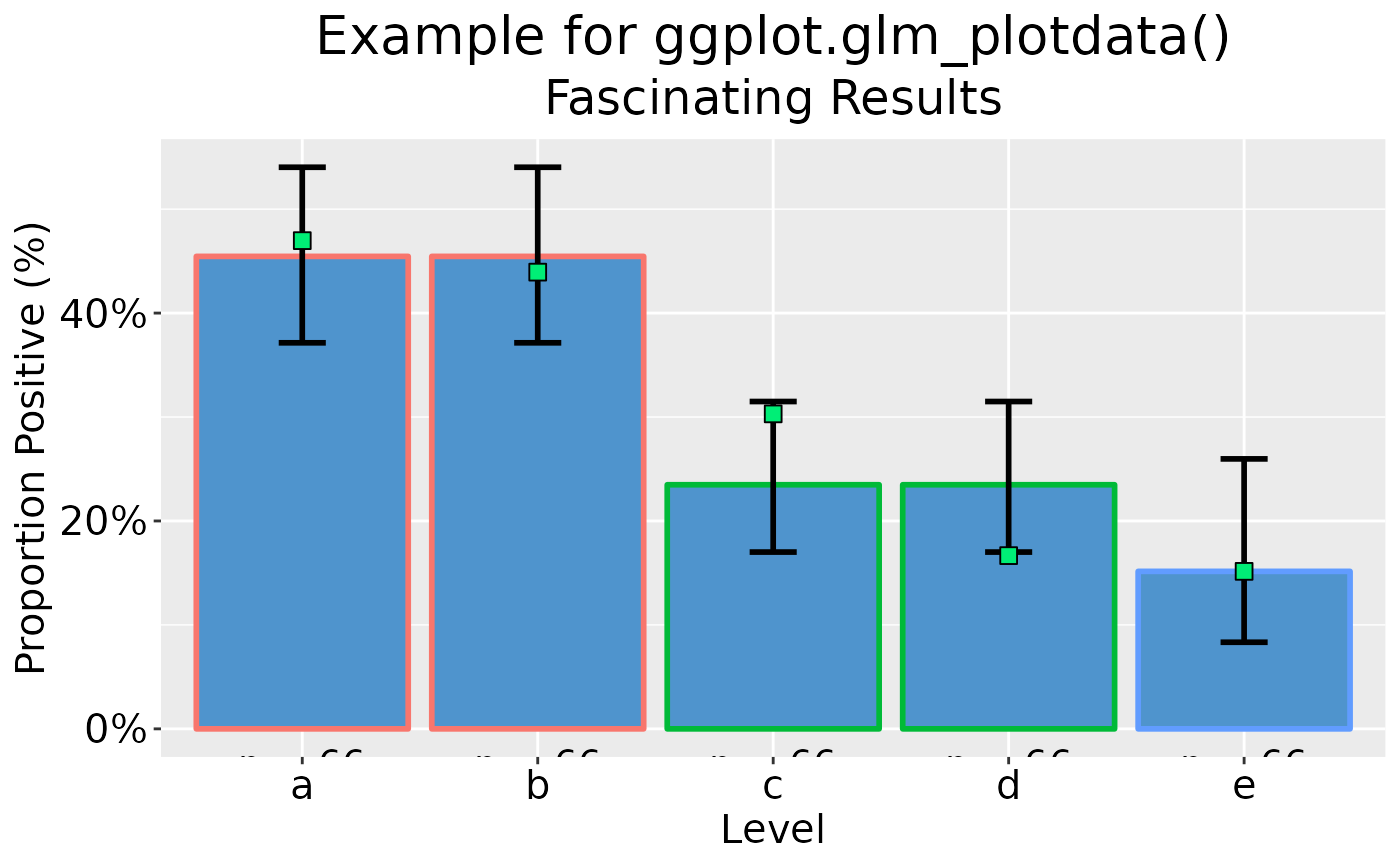 Example for ggplot.glm_plotdata()
Fascinating Results
Proportion Positive (%)
40%
20%
0%
a b c d e
Level